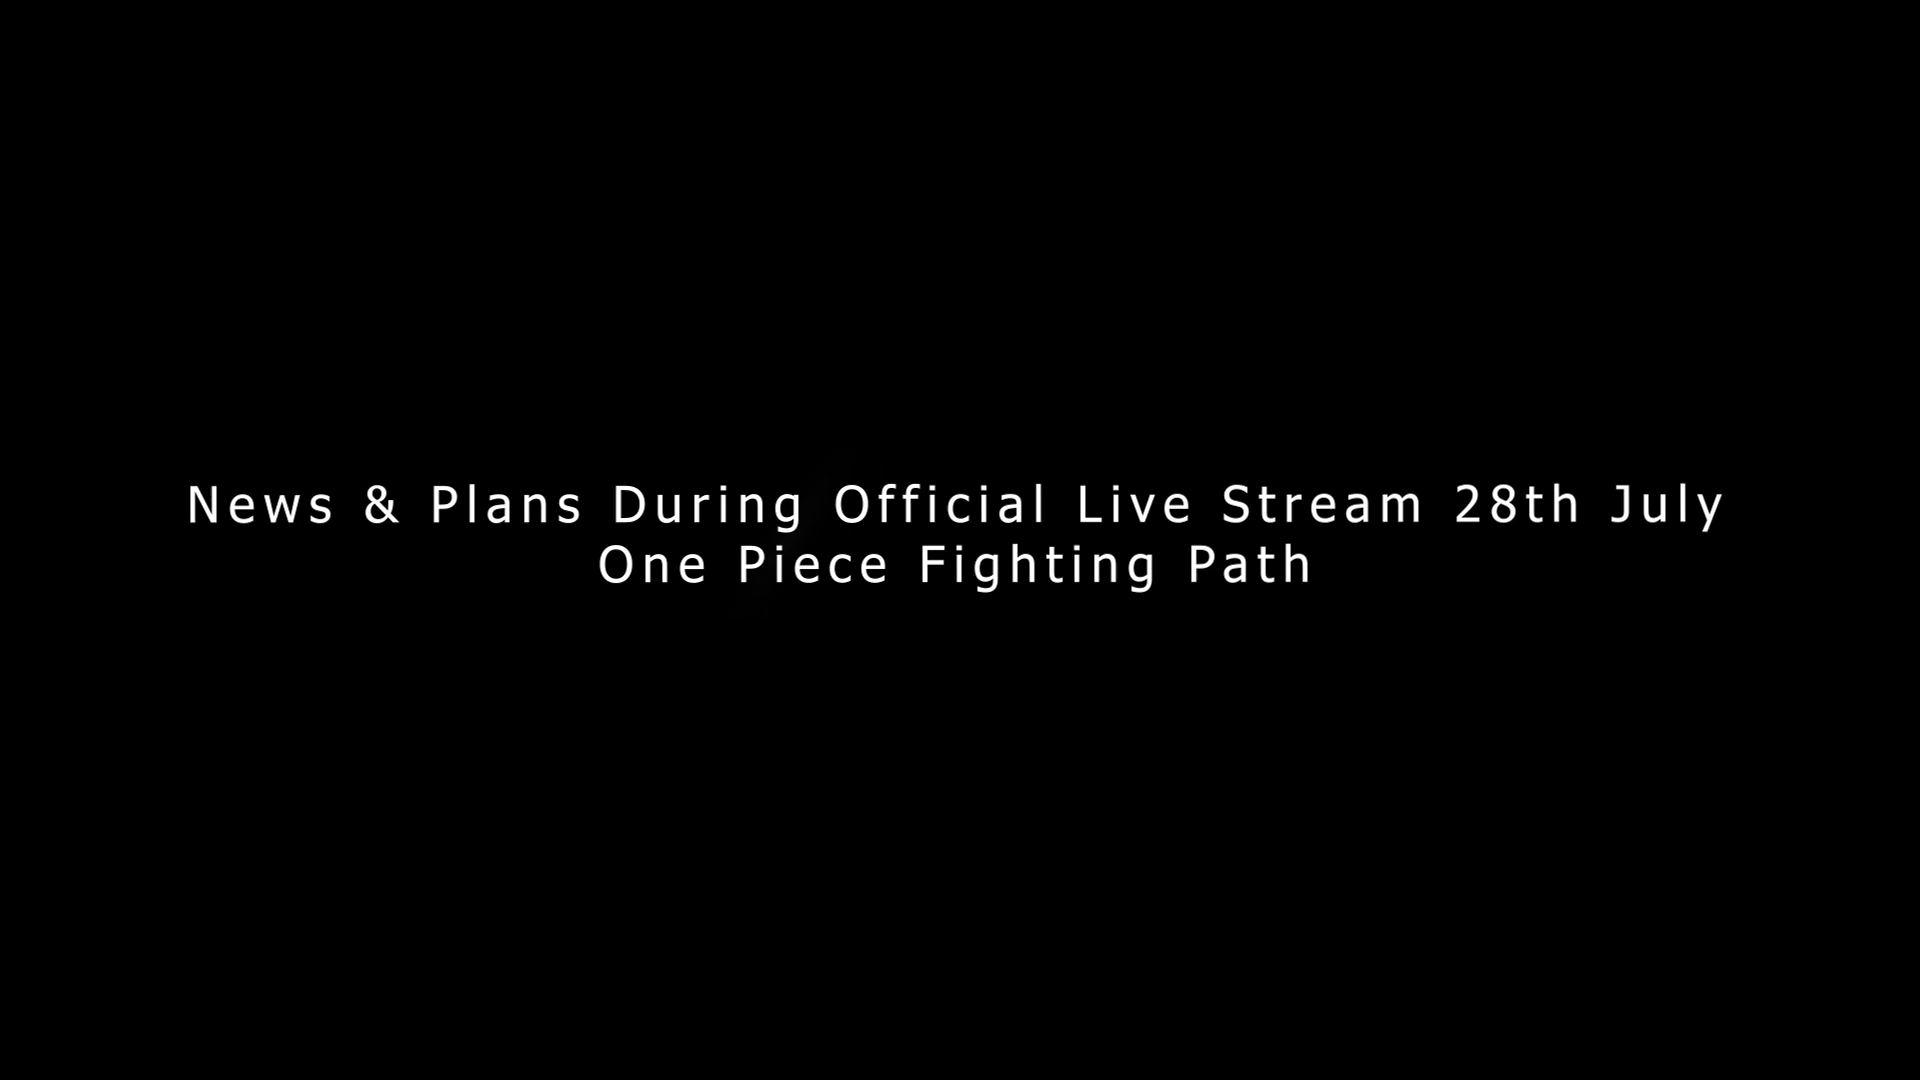 News & Plans During Official Live Stream 28th July
One Piece Fighting Path